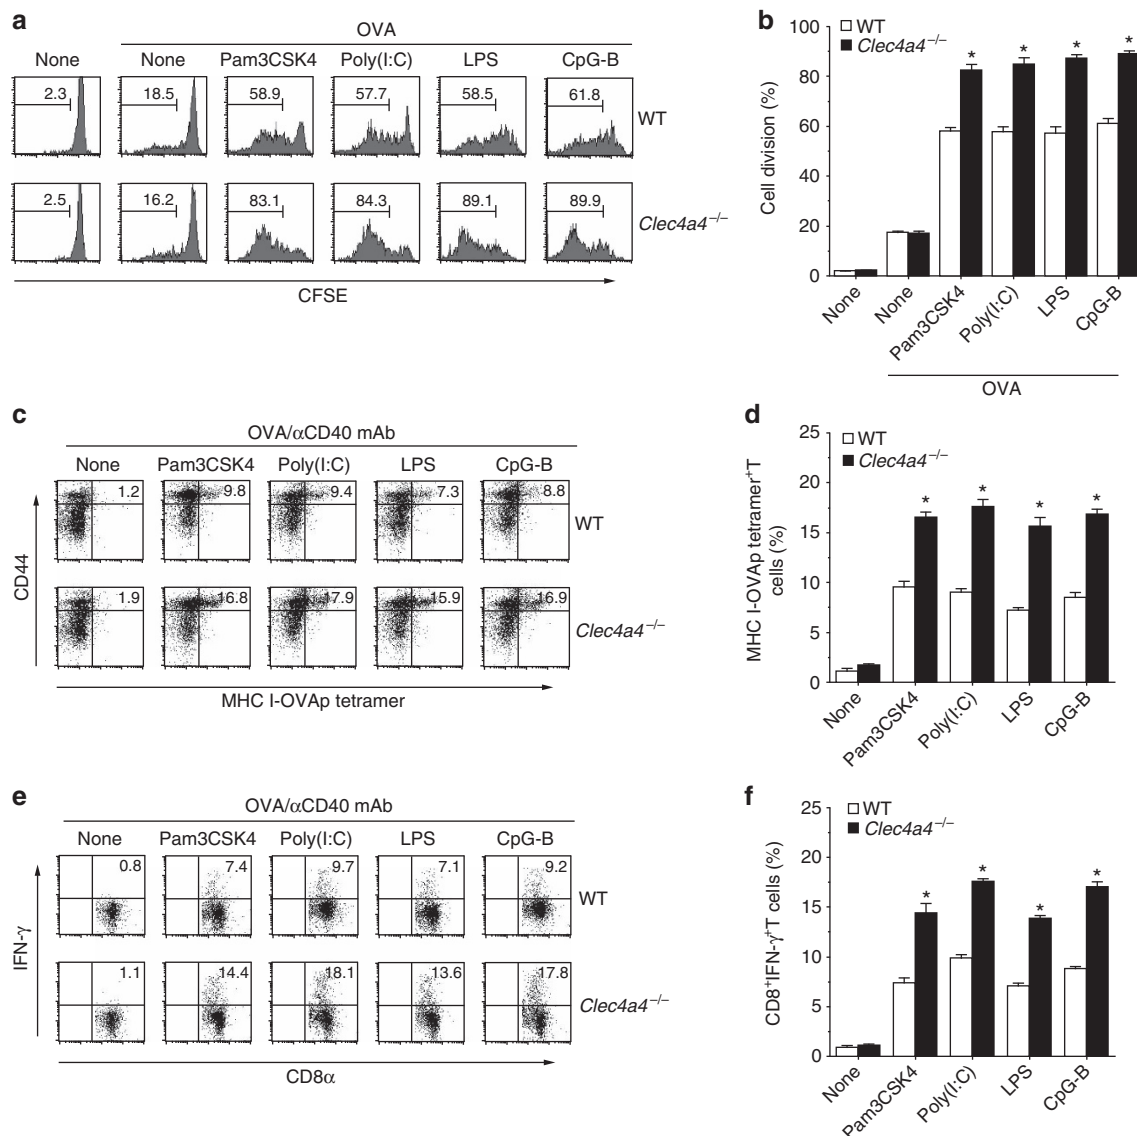 a
OVA
None None Pam3CSK4 Poly(I:C) LPS CpG-B
2.3 18.5 58.9 57.7 58.5 61.8
WT
2.5 16.2 83.1 84.3 89.1 89.9
Clec4a4−/−
CFSE
b
WT
Clec4a4−/−
Cell division (%)
100
80
60
40
20
0
* * * *
None None Pam3CSK4 Poly(I:C) LPS CpG-B
OVA
c
OVA/αCD40 mAb
None Pam3CSK4 Poly(I:C) LPS CpG-B
1.2 9.8 9.4 7.3 8.8
WT
CD44
1.9 16.8 17.9 15.9 16.9
Clec4a4−/−
MHC I-OVAp tetramer
d
WT
Clec4a4−/−
MHC I-OVAp tetramer+T
cells (%)
25
20
15
10
5
0
* * * *
None Pam3CSK4 Poly(I:C) LPS CpG-B
e
OVA/αCD40 mAb
None Pam3CSK4 Poly(I:C) LPS CpG-B
0.8 7.4 9.7 7.1 9.2
WT
IFN-γ
1.1 14.4 18.1 13.6 17.8
Clec4a4−/−
CD8α
f
WT
Clec4a4−/−
CD8+IFN-γ+T cells (%)
25
20
15
10
5
0
* * * *
None Pam3CSK4 Poly(I:C) LPS CpG-B